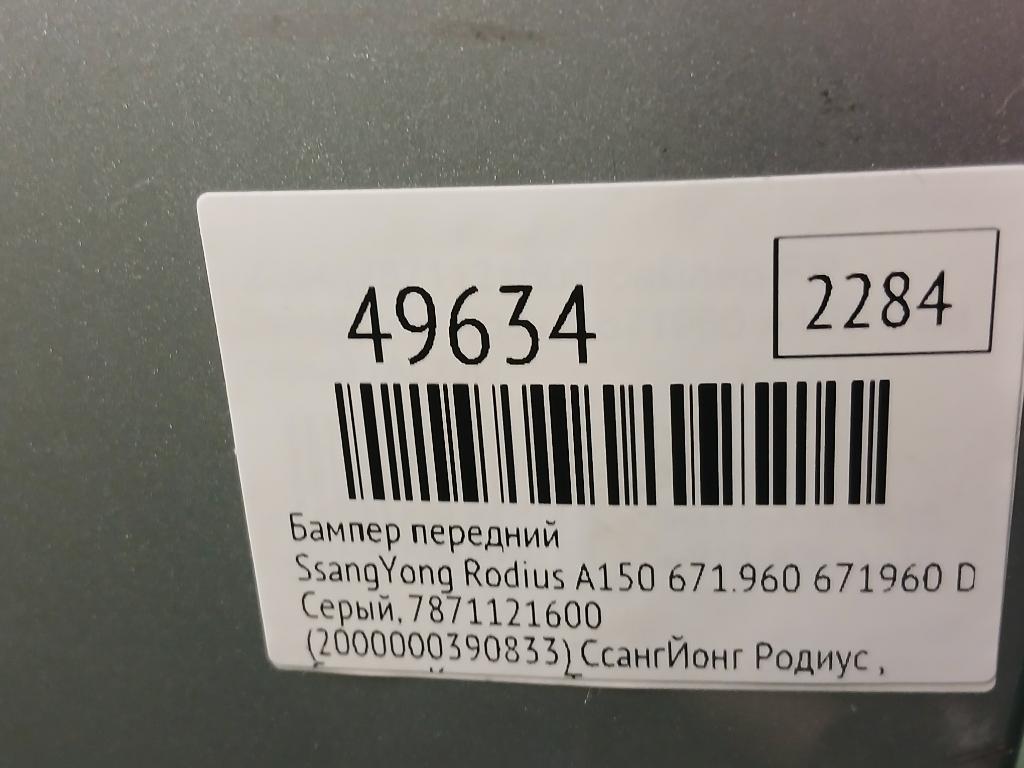 2284
49634
Бампер передний
SsangYong Rodius A150 671.960 671960 D
Серый, 7871121600
(2000000390833) СсангЙонг Родиус ,